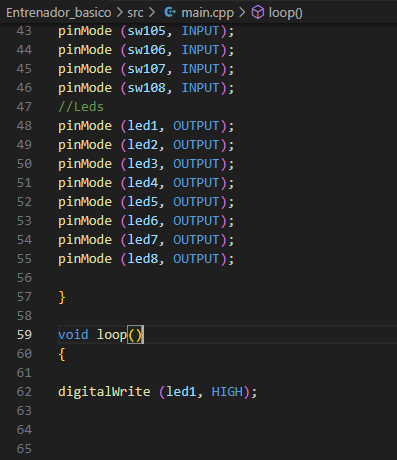 Entrenador_basico > src > main.cpp > loop()
43 pinMode (sw105, INPUT);
44 pinMode (sw106, INPUT);
45 pinMode (sw107, INPUT);
46 pinMode (sw108, INPUT);
47 //Leds
48 pinMode (led1, OUTPUT);
49 pinMode (led2, OUTPUT);
50 pinMode (led3, OUTPUT);
51 pinMode (led4, OUTPUT);
52 pinMode (led5, OUTPUT);
53 pinMode (led6, OUTPUT);
54 pinMode (led7, OUTPUT);
55 pinMode (led8, OUTPUT);
56
57 }
58
59 void loop()
60 {
61
62 digitalWrite (led1, HIGH);
63
64
65